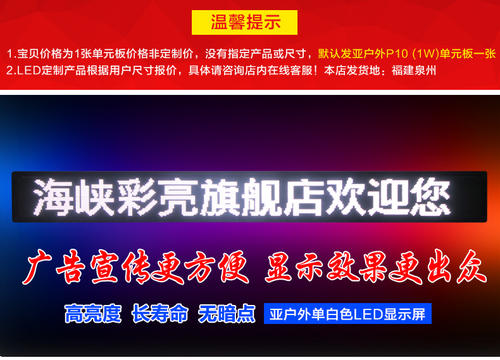 温馨提示
1.宝贝价格为1张单元板价格非定制价，没有指定产品或尺寸，默认发亚户外P10 (1W)单元板一张
2.LED定制产品根据用户尺寸报价，具体请咨询店内在线客服！本店发货地：福建泉州
海峡彩亮旗舰店欢迎您
广告宣传更方便 显示效果更出众
高亮度 长寿命 无暗点 亚户外单白色LED显示屏